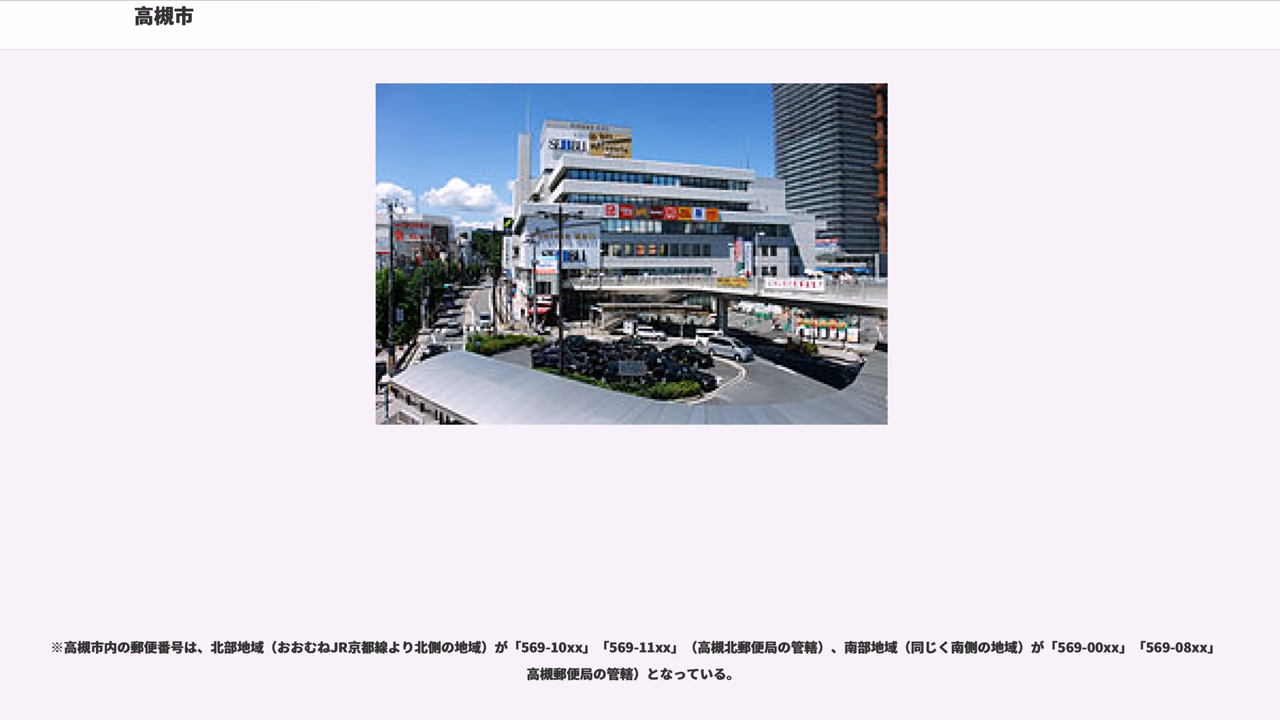 高槻市
SEIBU
SEIBU
※高槻市内の郵便番号は、北部地域（おおむねJR京都線より北側の地域）が「569-10xx」「569-11xx」（高槻北郵便局の管轄）、南部地域（同じく南側の地域）が「569-00xx」「569-08xx」
高槻郵便局の管轄）となっている。